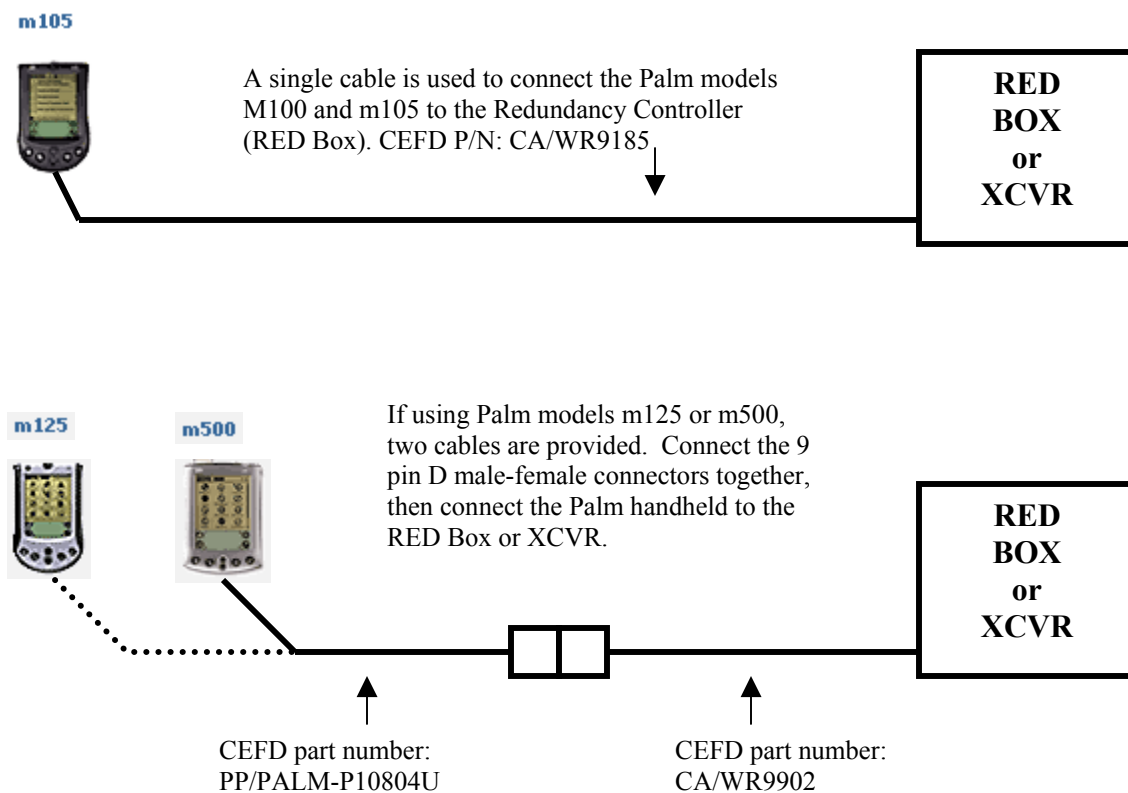 m105
A single cable is used to connect the Palm models
M100 and m105 to the Redundancy Controller
(RED Box). CEFD P/N: CA/WR9185
RED
BOX
or
XCVR
m125
m500
If using Palm models m125 or m500,
two cables are provided.  Connect the 9
pin D male-female connectors together,
then connect the Palm handheld to the
RED Box or XCVR.
RED
BOX
or
XCVR
CEFD part number:
PP/PALM-P10804U
CEFD part number:
CA/WR9902